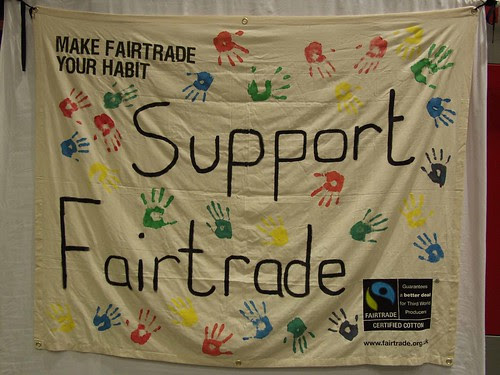 MAKE FAIRTRADE
YOUR HABIT
Support
Fairtrade
FAIRTRADE
Guarantees
a better deal
for Third World
Producers
CERTIFIED COTTON
www.fairtrade.org.uk